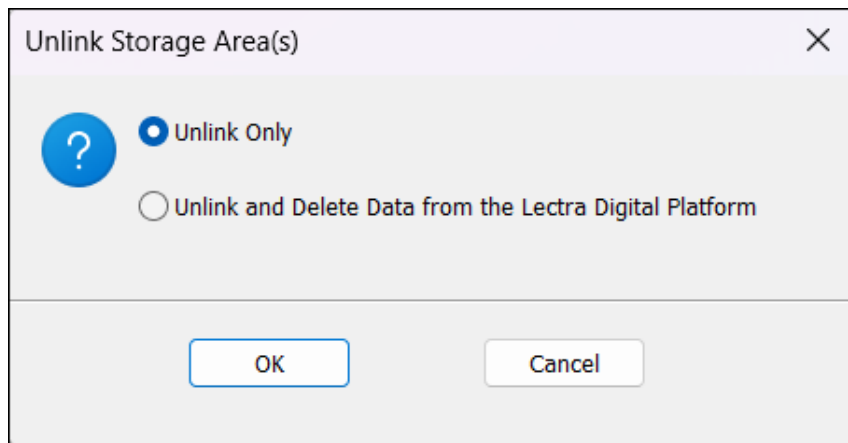 Unlink Storage Area(s)
Unlink Only
Unlink and Delete Data from the Lectra Digital Platform
OK
Cancel